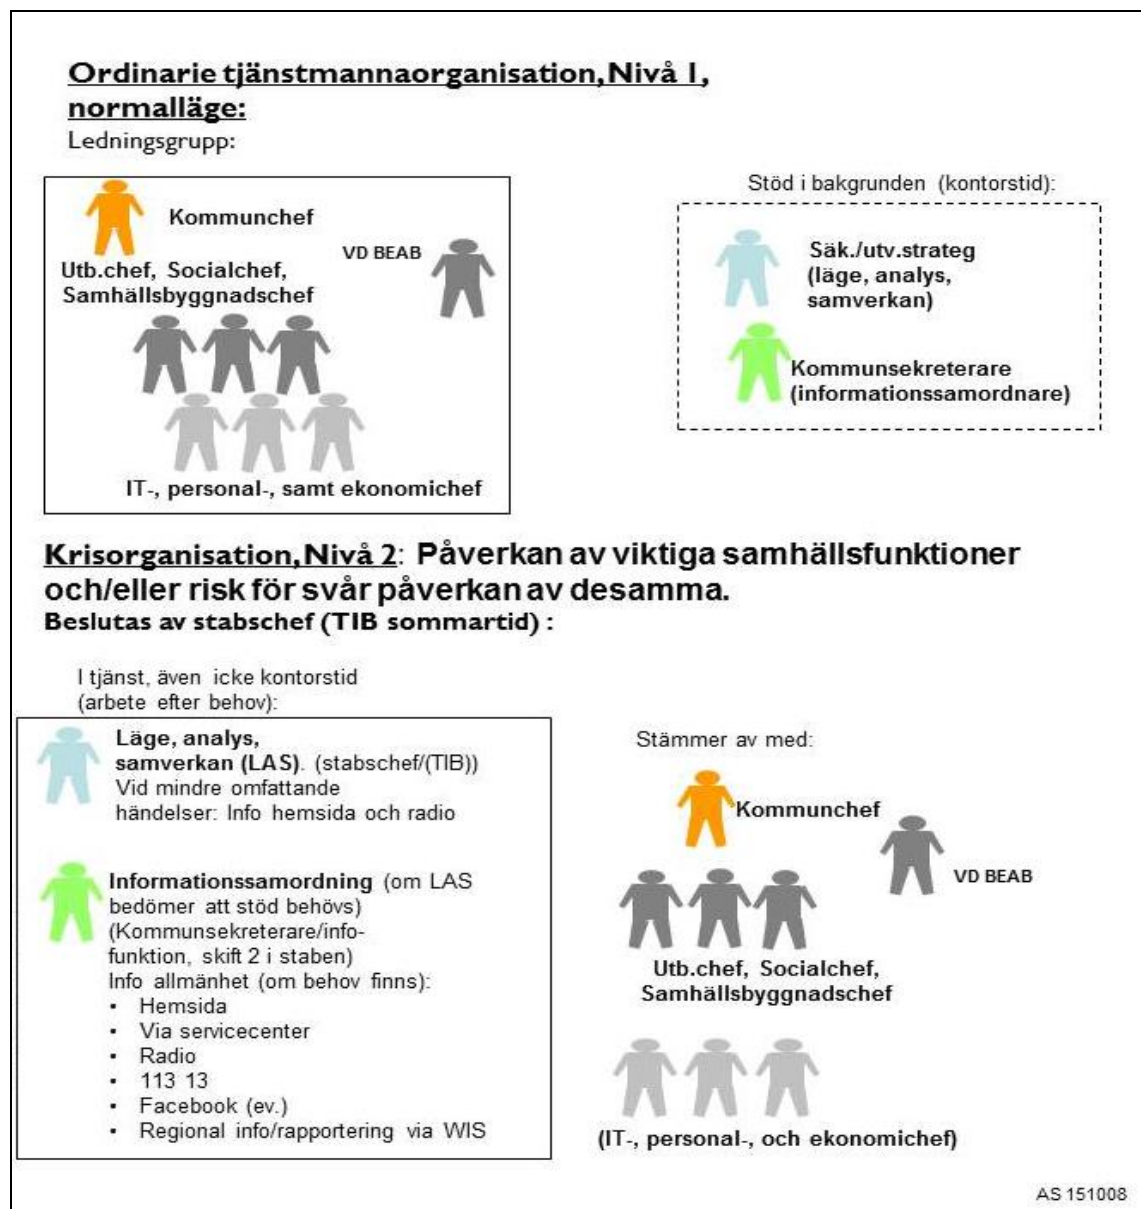 Ordinarie tjänstmannaorganisation, Nivå 1,
normalläge:
Ledningsgrupp:
Kommunchef
VD BEAB
Utb.chef, Socialchef,
Samhällsbyggnadschef
IT-, personal-, samt ekonomichef
Stöd i bakgrunden (kontorstid):
Säk./utv.strateg
(läge, analys,
samverkan)
Kommunsekreterare
(informationssamordnare)
Krisorganisation, Nivå 2: Påverkan av viktiga samhällsfunktioner
och/eller risk för svår påverkan av desamma.
Beslutas av stabschef (TIB sommartid) :
I tjänst, även icke kontorstid
(arbete efter behov):
Läge, analys,
samverkan (LAS). (stabschef/(TIB))
Vid mindre omfattande
händelser: Info hemsida och radio
Informationssamordning (om LAS
bedömer att stöd behövs)
(Kommunsekreterare/info-
funktion, skift 2 i staben)
Info allmänhet (om behov finns):
• Hemsida
• Via servicecenter
• Radio
• 113 13
• Facebook (ev.)
• Regional info/rapportering via WIS
Stämmer av med:
Kommunchef
VD BEAB
Utb.chef, Socialchef,
Samhällsbyggnadschef
(IT-, personal-, och ekonomichef)
AS 151008